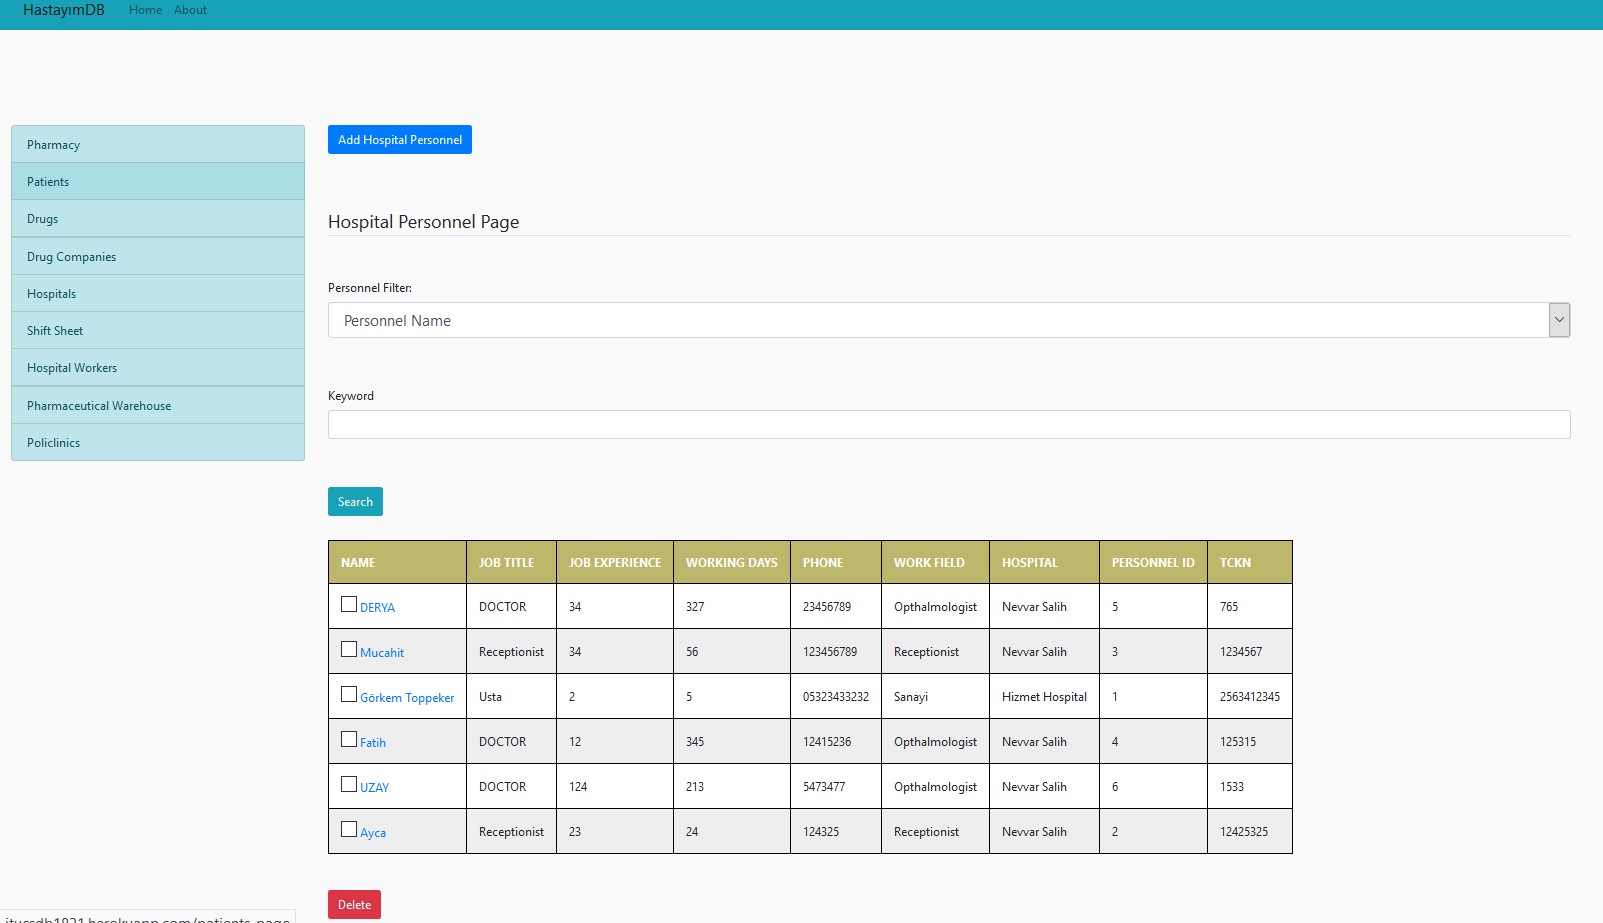 HastayimDB Home About
Add Hospital Personnel
Pharmacy
Patients
Drugs
Drug Companies
Hospitals
Shift Sheet
Hospital Workers
Pharmaceutical Warehouse
Policlinics
Hospital Personnel Page
Personnel Filter:
Personnel Name
Keyword
Search
NAME JOB TITLE JOB EXPERIENCE WORKING DAYS PHONE WORK FIELD HOSPITAL PERSONNEL ID TCKN
DERYA DOCTOR 34 327 23456789 Opthalmologist Nevvar Salih 5 765
Mucahit Receptionist 34 56 123456789 Receptionist Nevvar Salih 3 1234567
Görkem Toppeker Usta 2 5 05323433232 Sanayi Hizmet Hospital 1 2563412345
Fatih DOCTOR 12 345 12415236 Opthalmologist Nevvar Salih 4 125315
UZAY DOCTOR 124 213 5473477 Opthalmologist Nevvar Salih 6 1533
Ayca Receptionist 23 24 124325 Receptionist Nevvar Salih 2 12425325
Delete
itucsdb1821.herokuapp.com/patients_page